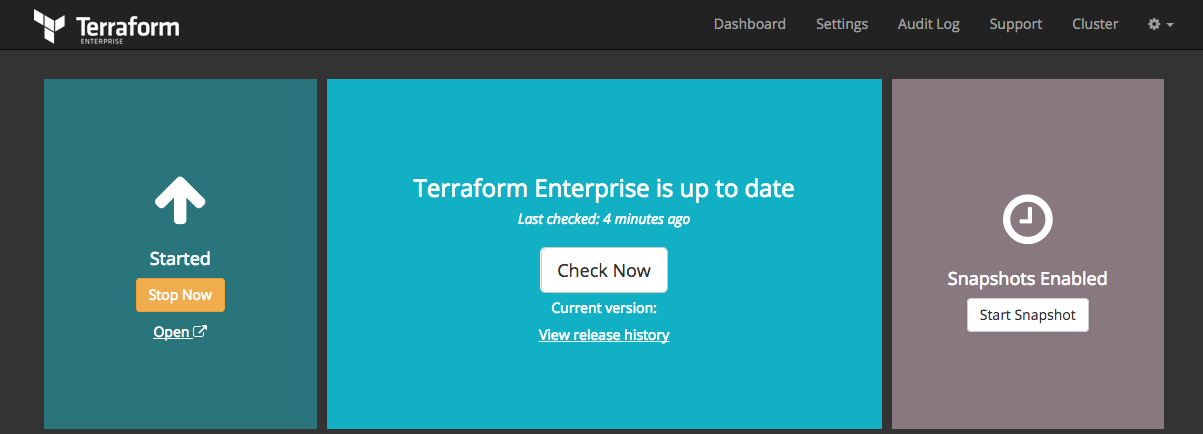 Terraform
ENTERPRISE
Dashboard Settings Audit Log Support Cluster
Started
Stop Now
Open
Terraform Enterprise is up to date
Last checked: 4 minutes ago
Check Now
Current version:
View release history
Snapshots Enabled
Start Snapshot